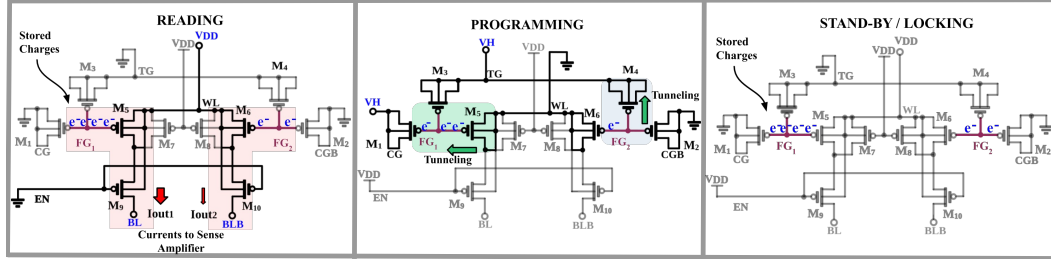 READING
Stored
Charges
VDD
VDD
M3
TG
M4
M5
WL
M6
e- e- e- e-
e- e-
M1
CG
FG1
M7
M8
FG2
CGB
M2
EN
M9
Iout1
Iout2
M10
BL
BLB
Currents to Sense
Amplifier
PROGRAMMING
VH
VDD
M3
TG
M4
Tunneling
VH
M5
WL
M6
e- e- e-
e-
M1
CG
FG1
M7
M8
FG2
CGB
M2
Tunneling
VDD
EN
M9
M10
BL
BLB
STAND-BY / LOCKING
Stored
Charges
VDD
VDD
M3
TG
M4
M5
WL
M6
e- e- e- e-
e- e-
M1
CG
FG1
M7
M8
FG2
CGB
M2
VDD
EN
M9
M10
BL
BLB